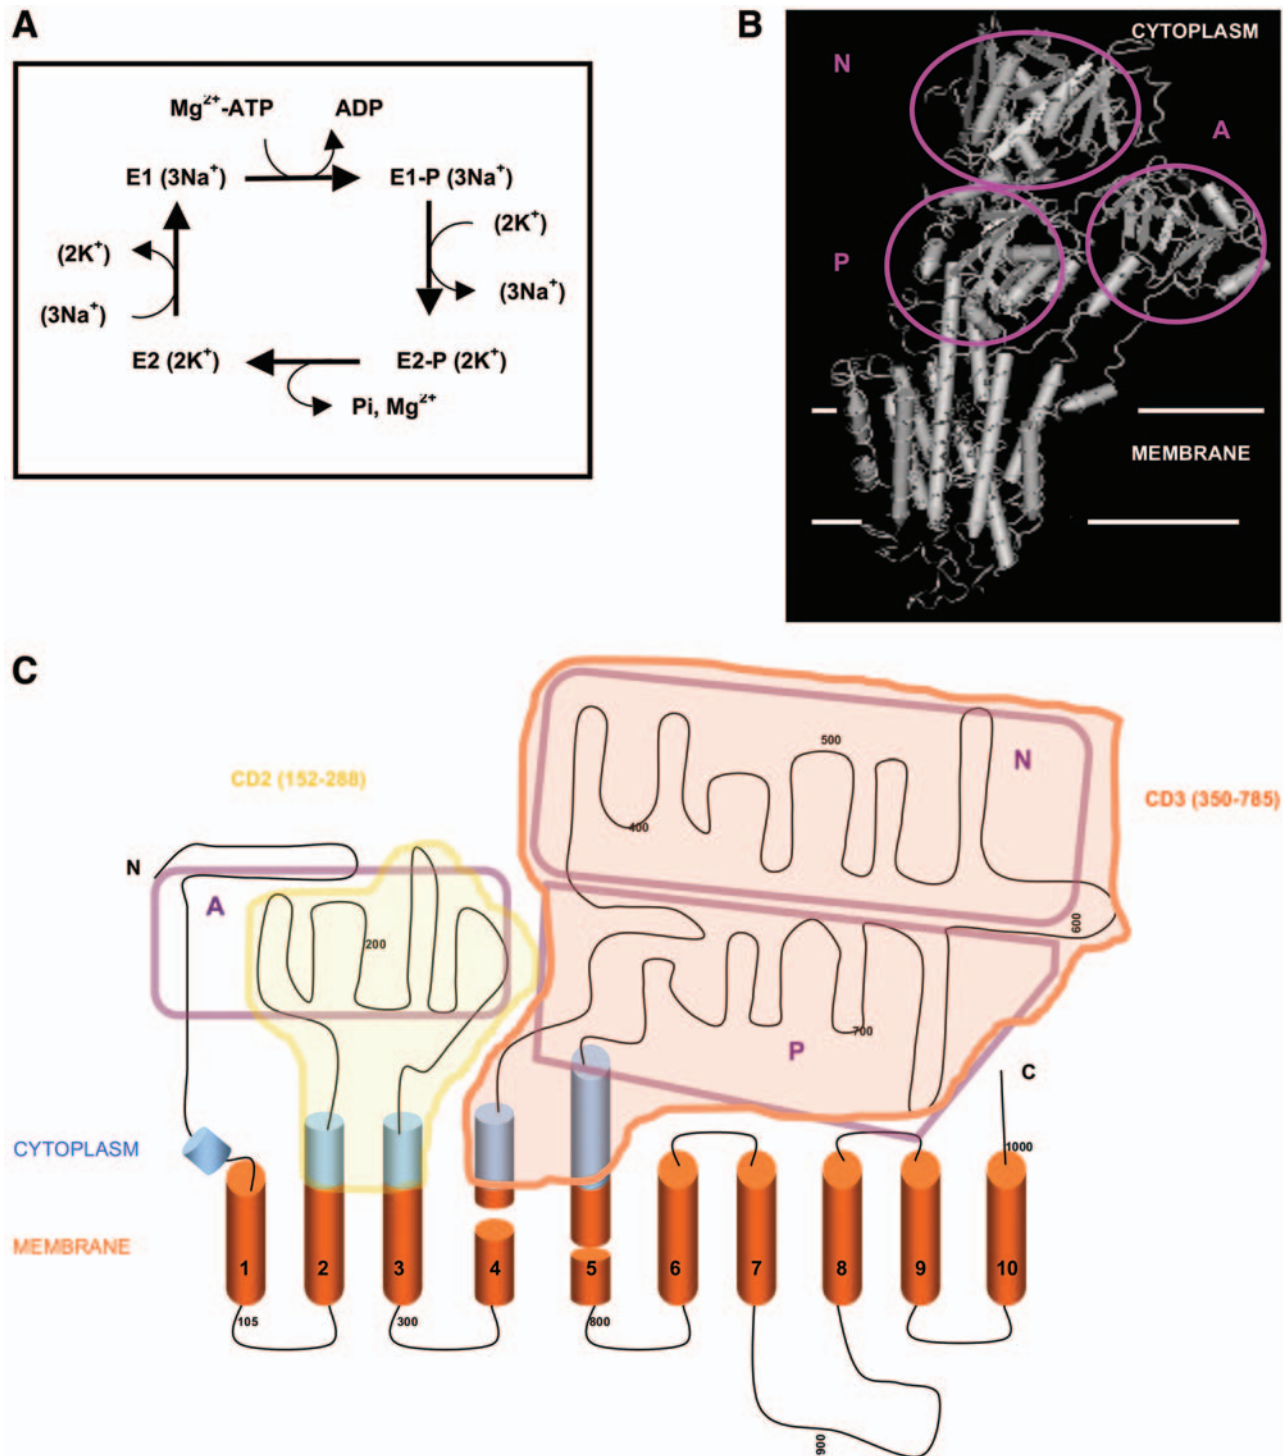 A
Mg²⁺-ATP ADP
E1 (3Na⁺) E1-P (3Na⁺)
(2K⁺) (2K⁺)
(3Na⁺) (3Na⁺)
E2 (2K⁺) E2-P (2K⁺)
Pi, Mg²⁺
B
CYTOPLASM
N
A
P
MEMBRANE
C
500
N
CD2 (152-288)
CD3 (350-785)
400
N
A
600
200
700
P
C
CYTOPLASM
1000
MEMBRANE
1 2 3 4 5 6 7 8 9 10
105 300 800
900